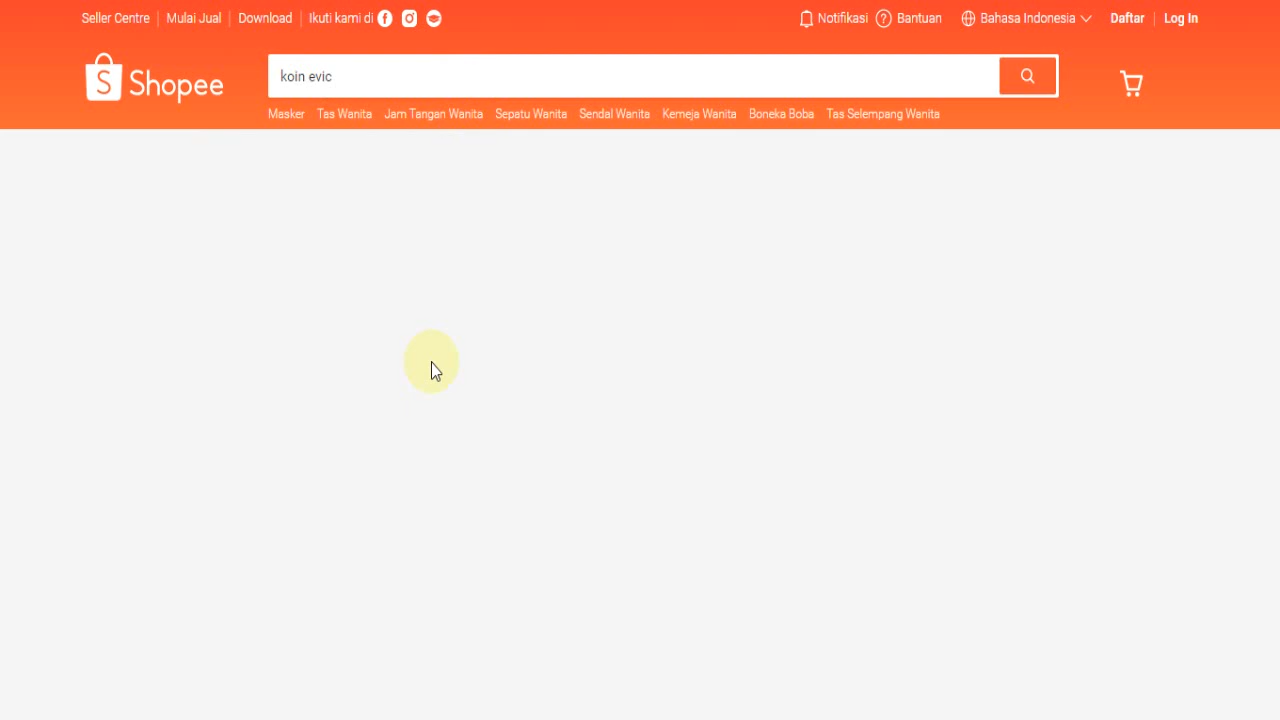 Seller Centre Mulai Jual Download Ikuti kami di Notifikasi Bantuan Bahasa Indonesia Daftar Log In
Shopee koin evic
Masker Tas Wanita Jam Tangan Wanita Sepatu Wanita Sendal Wanita Kemeja Wanita Boneka Boba Tas Selempang Wanita